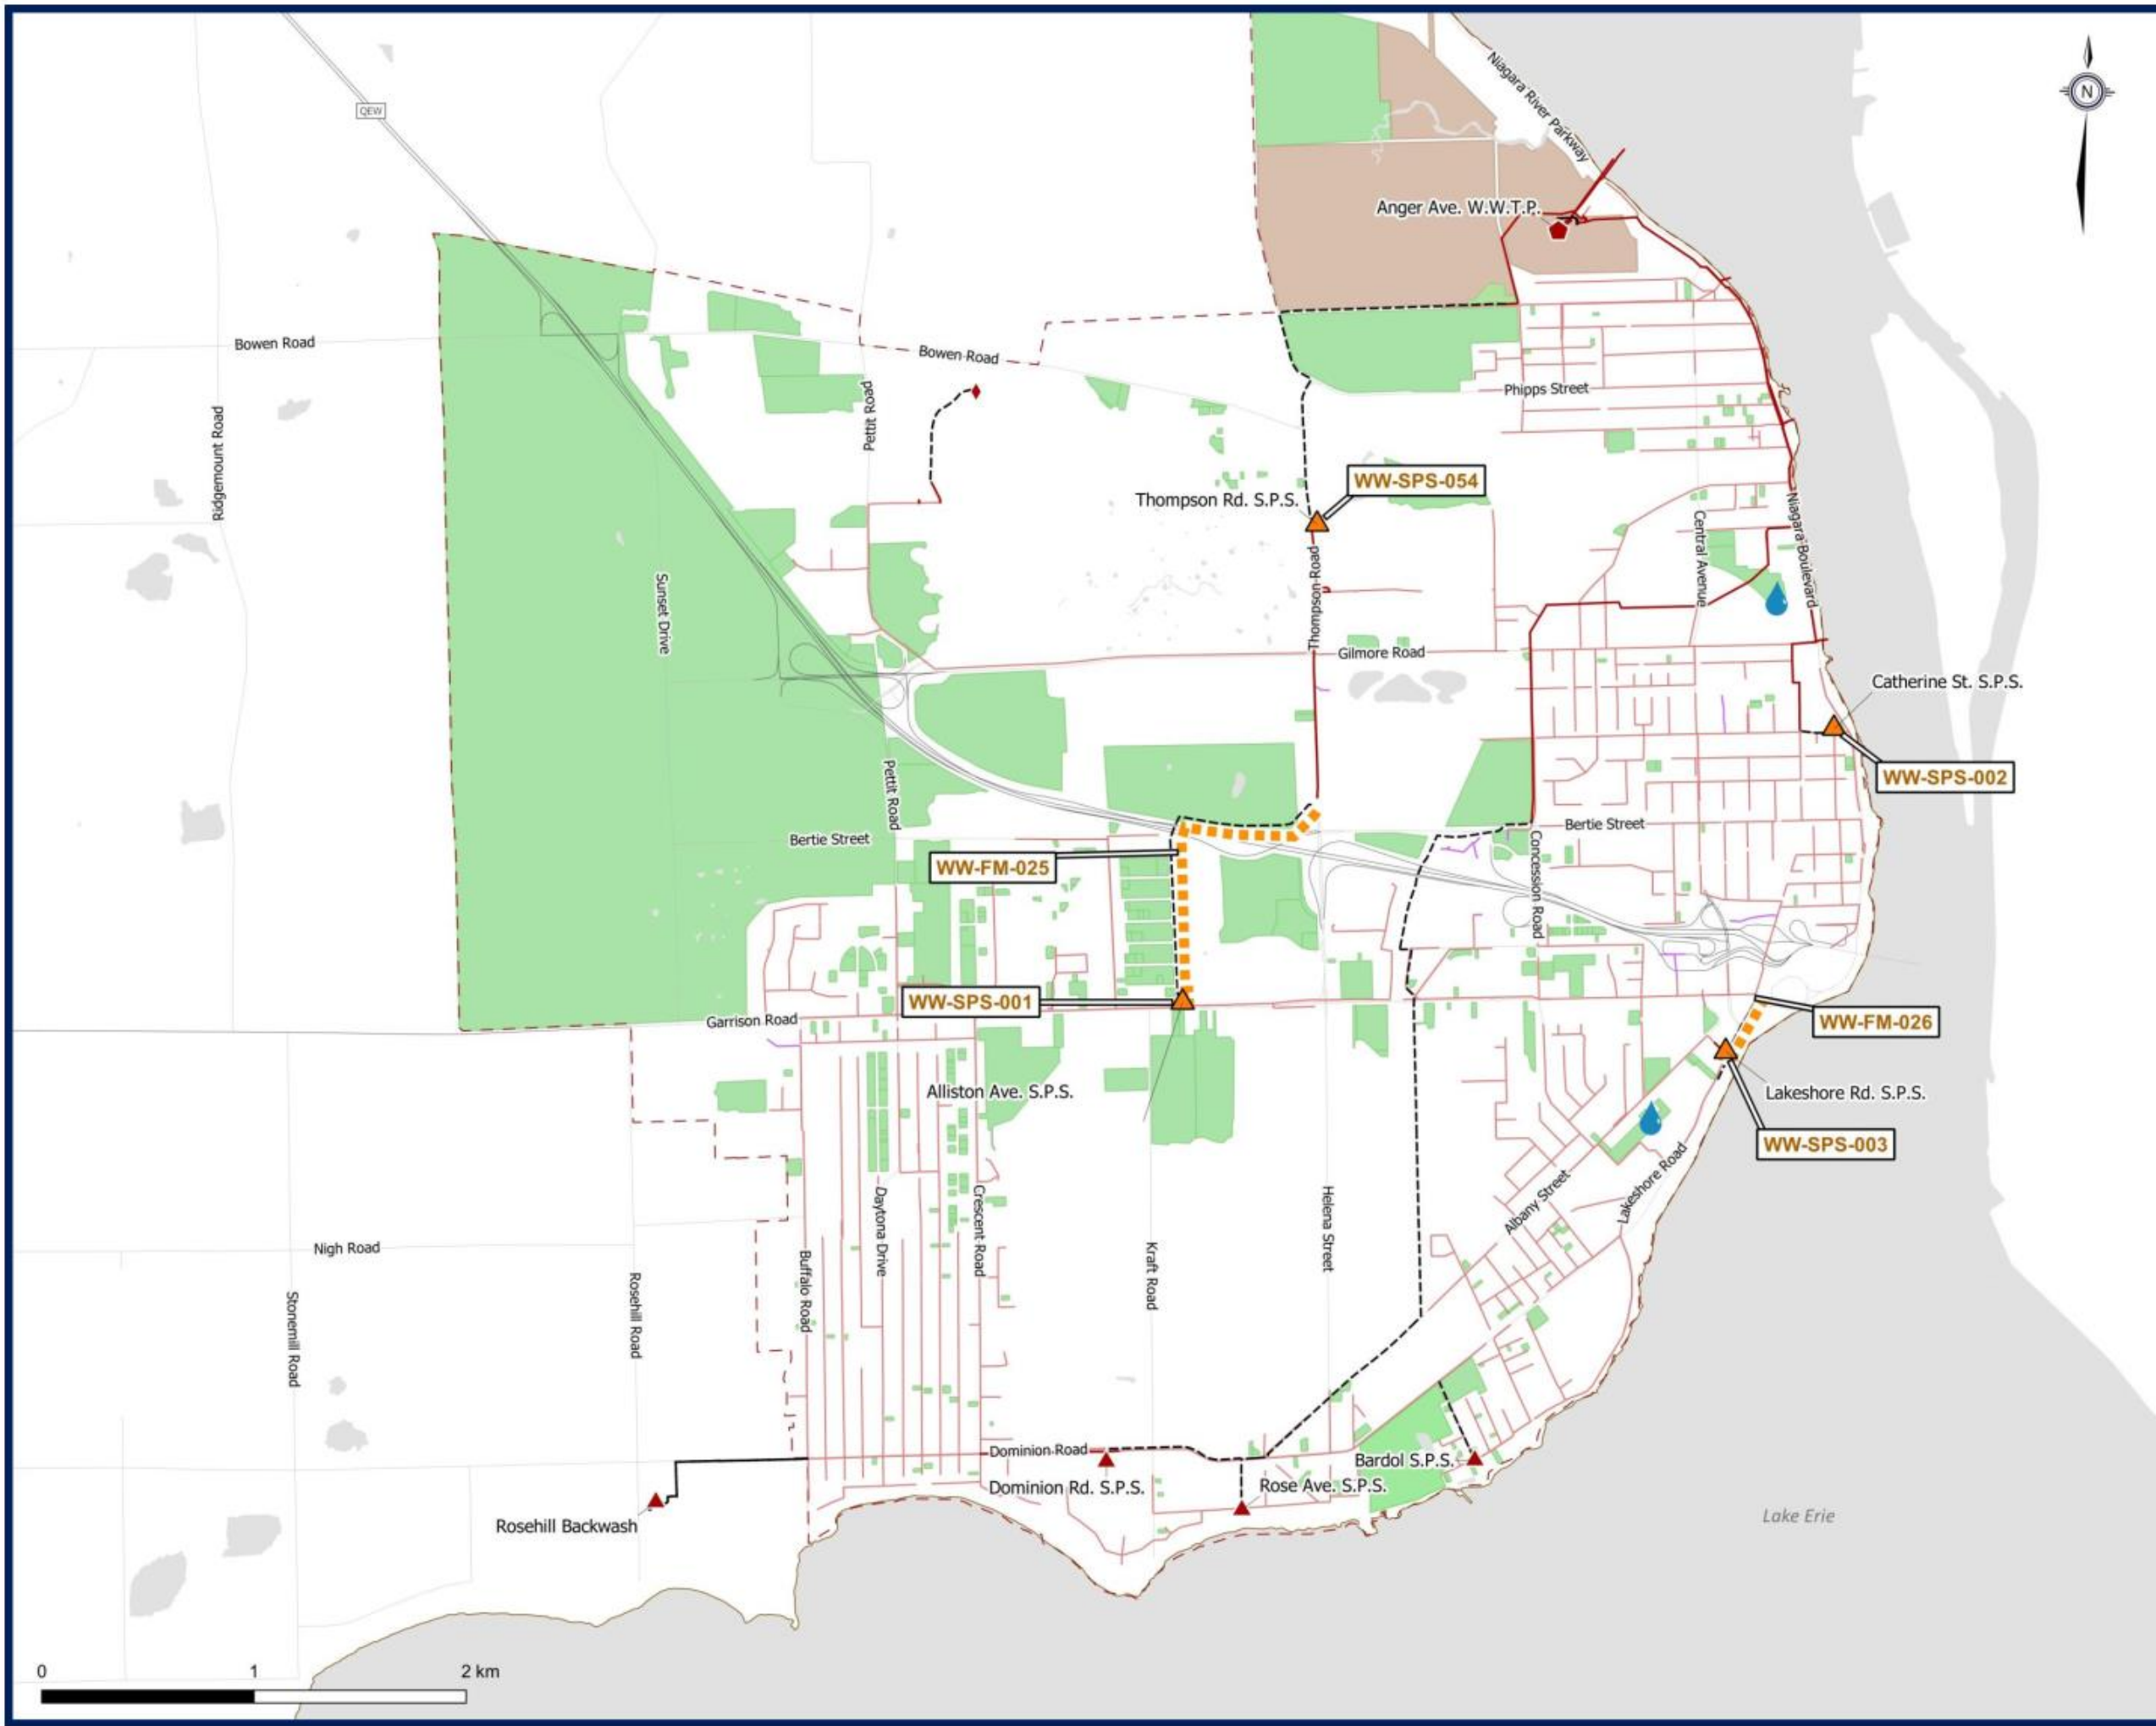 Niagara River Parkway
N
QEW
Anger Ave. W.W.T.P.
Bowen Road
Bowen Road
Pettit Road
Phipps Street
Ridgemount Road
WW-SPS-054
Thompson Rd. S.P.S.
Niagara Boulevard
Central Avenue
Sunset Drive
Thompson Road
Gilmore Road
Catherine St. S.P.S.
WW-SPS-002
Pettit Road
Bertie Street
Bertie Street
WW-FM-025
Concession Road
WW-SPS-001
Garrison Road
WW-FM-026
Alliston Ave. S.P.S.
Lakeshore Rd. S.P.S.
WW-SPS-003
Lakeshore Road
Albany Street
Daytona Drive
Crescent Road
Helena Street
Kraft Road
Nigh Road
Buffalo Road
Rosehill Road
Stonemill Road
Dominion Road
Bardol S.P.S.
Dominion Rd. S.P.S.
Rose Ave. S.P.S.
Rosehill Backwash
Lake Erie
0 1 2 km